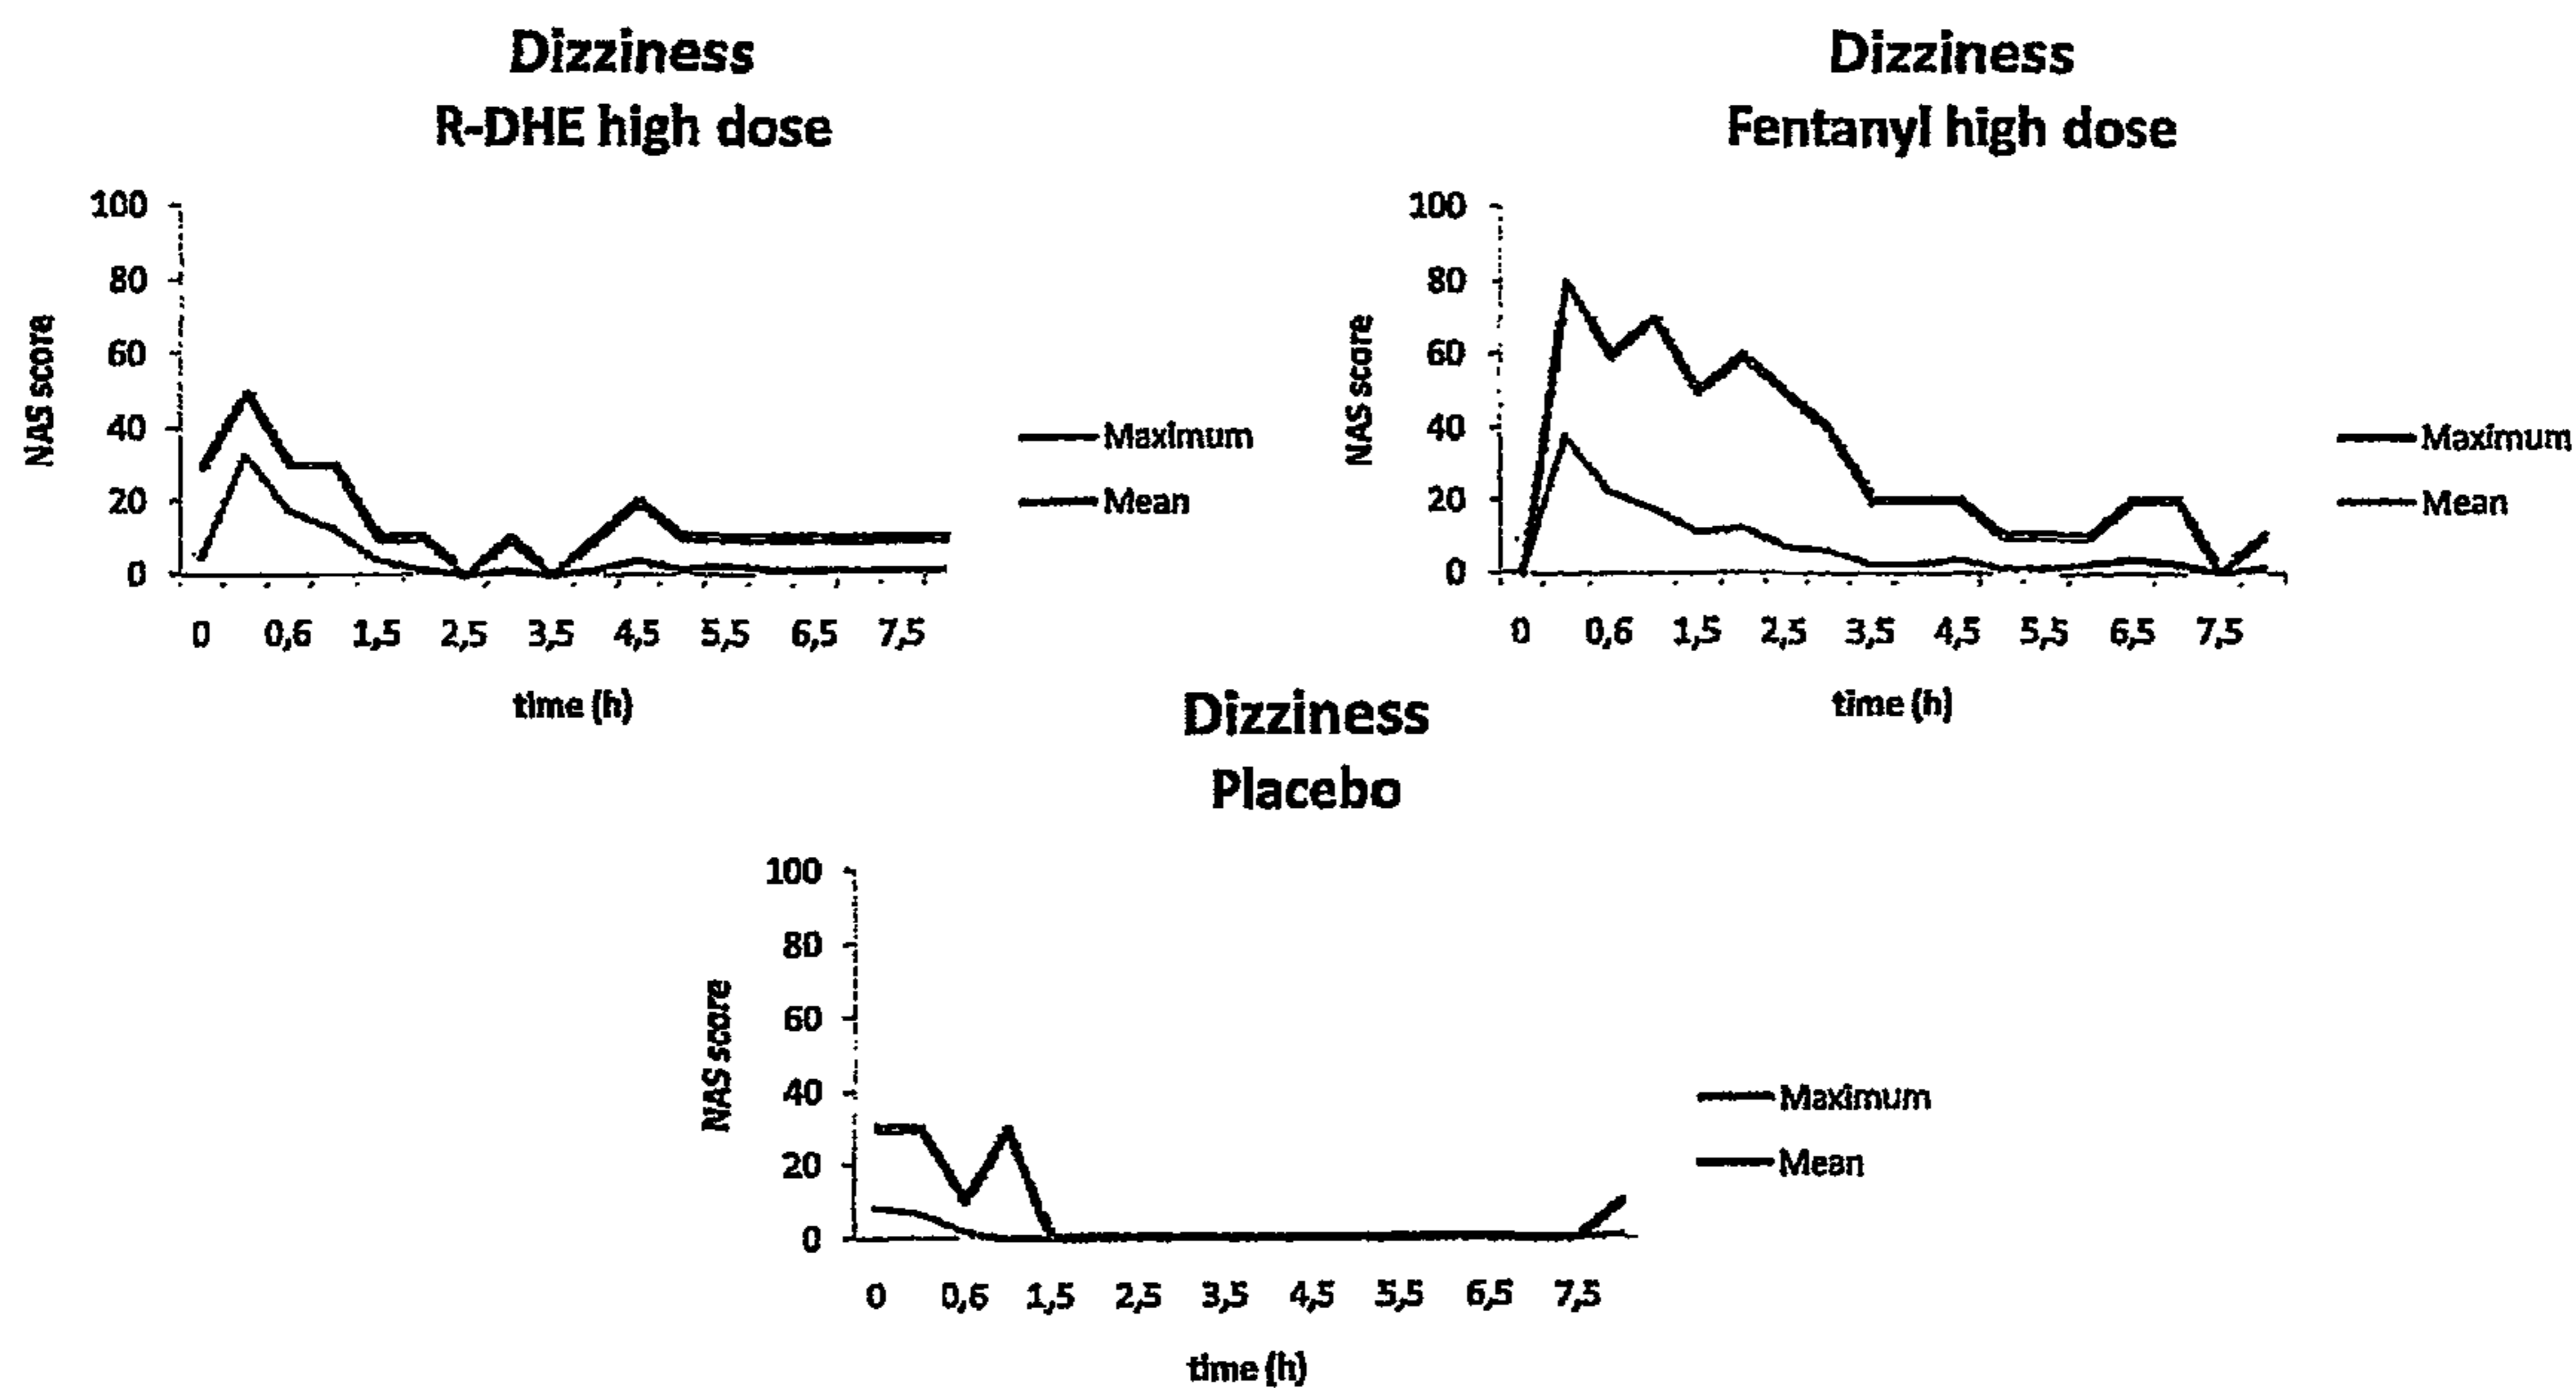 Dizziness
R-DHE high dose
100
80
60
40
20
0
NAS score
0 0,6 1,5 2,5 3,5 4,5 5,5 6,5 7,5
time (h)
Maximum
Mean
Dizziness
Fentanyl high dose
100
80
60
40
20
0
NAS score
0 0,6 1,5 2,5 3,5 4,5 5,5 6,5 7,5
time (h)
Maximum
Mean
Dizziness
Placebo
100
80
60
40
20
0
NAS score
0 0,6 1,5 2,5 3,5 4,5 5,5 6,5 7,5
time (h)
Maximum
Mean